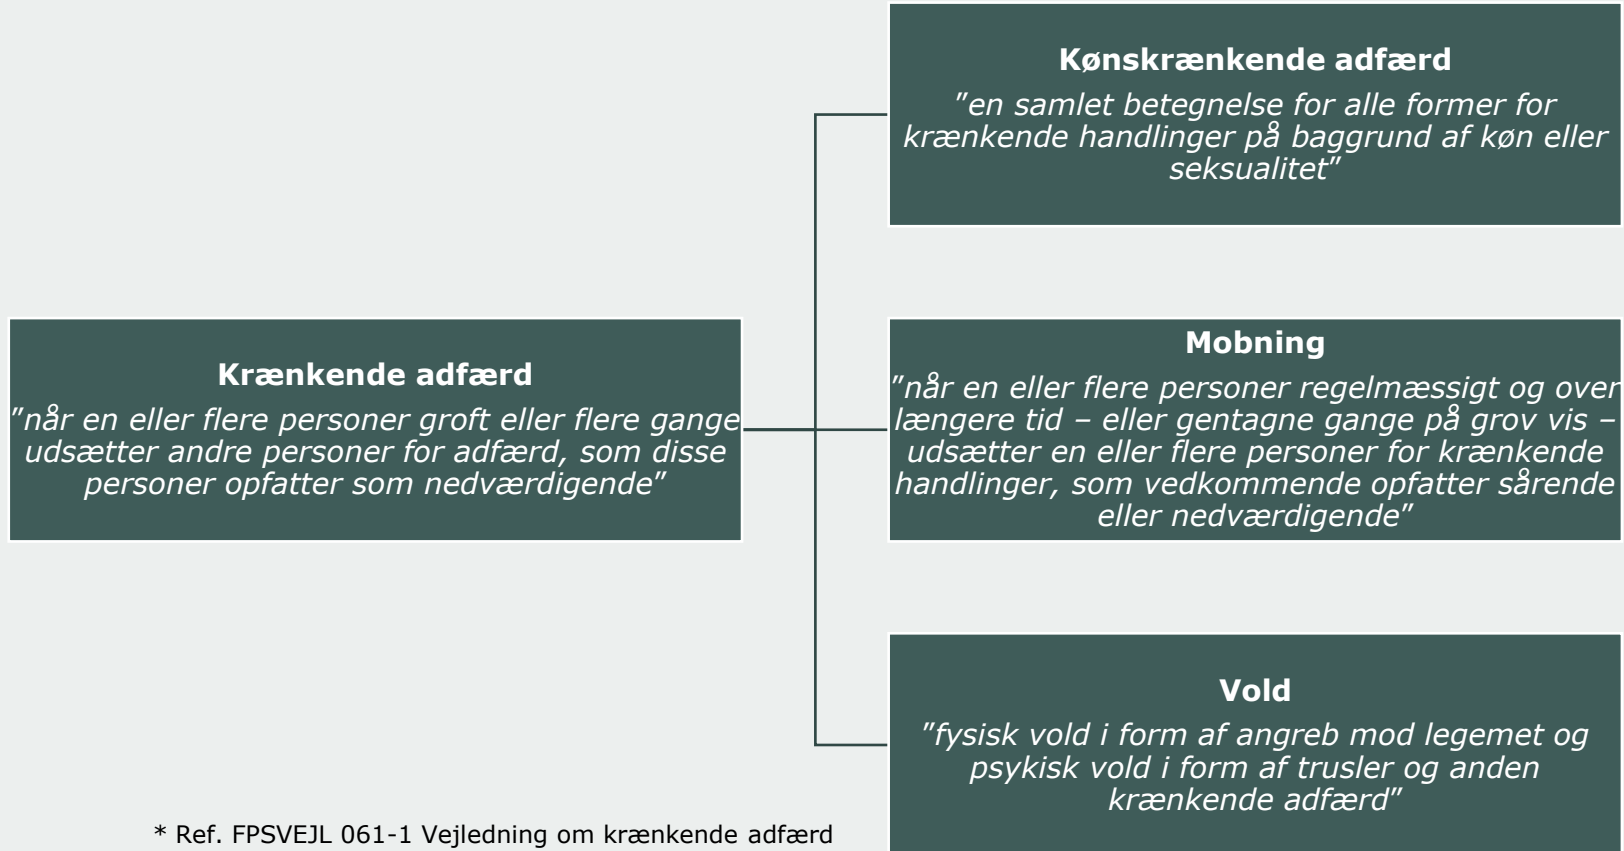 Krænkende adfærd
"når en eller flere personer groft eller flere gange
udsætter andre personer for adfærd, som disse
personer opfatter som nedværdigende"
Kønskrænkende adfærd
"en samlet betegnelse for alle former for
krænkende handlinger på baggrund af køn eller
seksualitet"
Mobning
"når en eller flere personer regelmæssigt og over
længere tid – eller gentagne gange på grov vis –
udsætter en eller flere personer for krænkende
handlinger, som vedkommende opfatter sårende
eller nedværdigende"
Vold
"fysisk vold i form af angreb mod legemet og
psykisk vold i form af trusler og anden
krænkende adfærd"
* Ref. FPSVEJL 061-1 Vejledning om krænkende adfærd